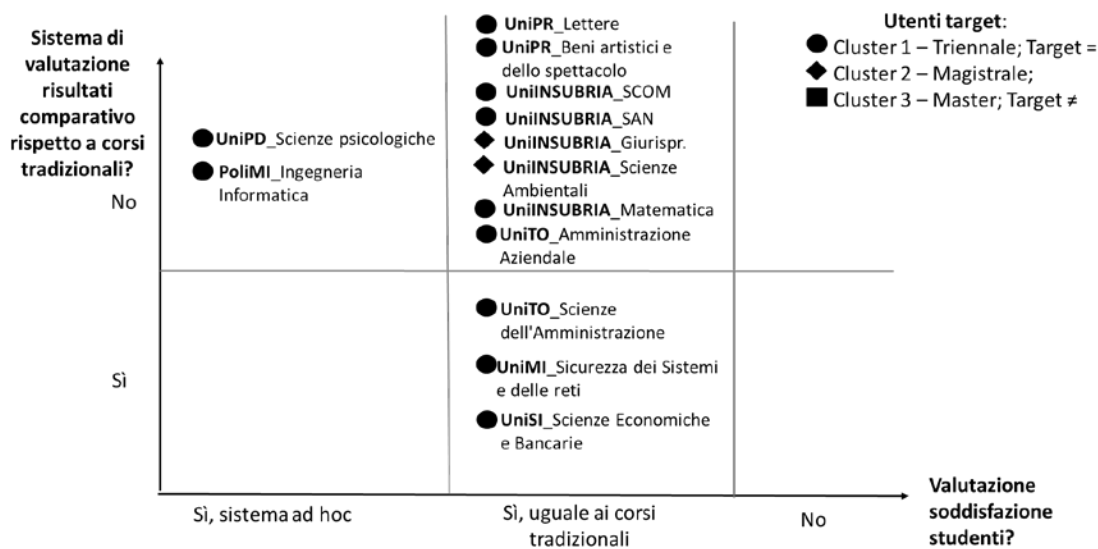 Sistema di
valutazione
risultati
comparativo
rispetto a corsi
tradizionali?
No
Sì
UniPD_Scienze psicologiche
PoliMI_Ingegneria
Informatica
UniPR_Lettere
UniPR_Beni artistici e
dello spettacolo
UniINSUBRIA_SCOM
UniINSUBRIA_SAN
UniINSUBRIA_Giurispr.
UniINSUBRIA_Scienze
Ambientali
UniINSUBRIA_Matematica
UniTO_Amministrazione
Aziendale
UniTO_Scienze
dell'Amministrazione
UniMI_Sicurezza dei Sistemi
e delle reti
UniSI_Scienze Economiche
e Bancarie
Utenti target:
Cluster 1 – Triennale; Target =
Cluster 2 – Magistrale;
Cluster 3 – Master; Target ≠
Sì, sistema ad hoc
Sì, uguale ai corsi
tradizionali
No
Valutazione
soddisfazione
studenti?